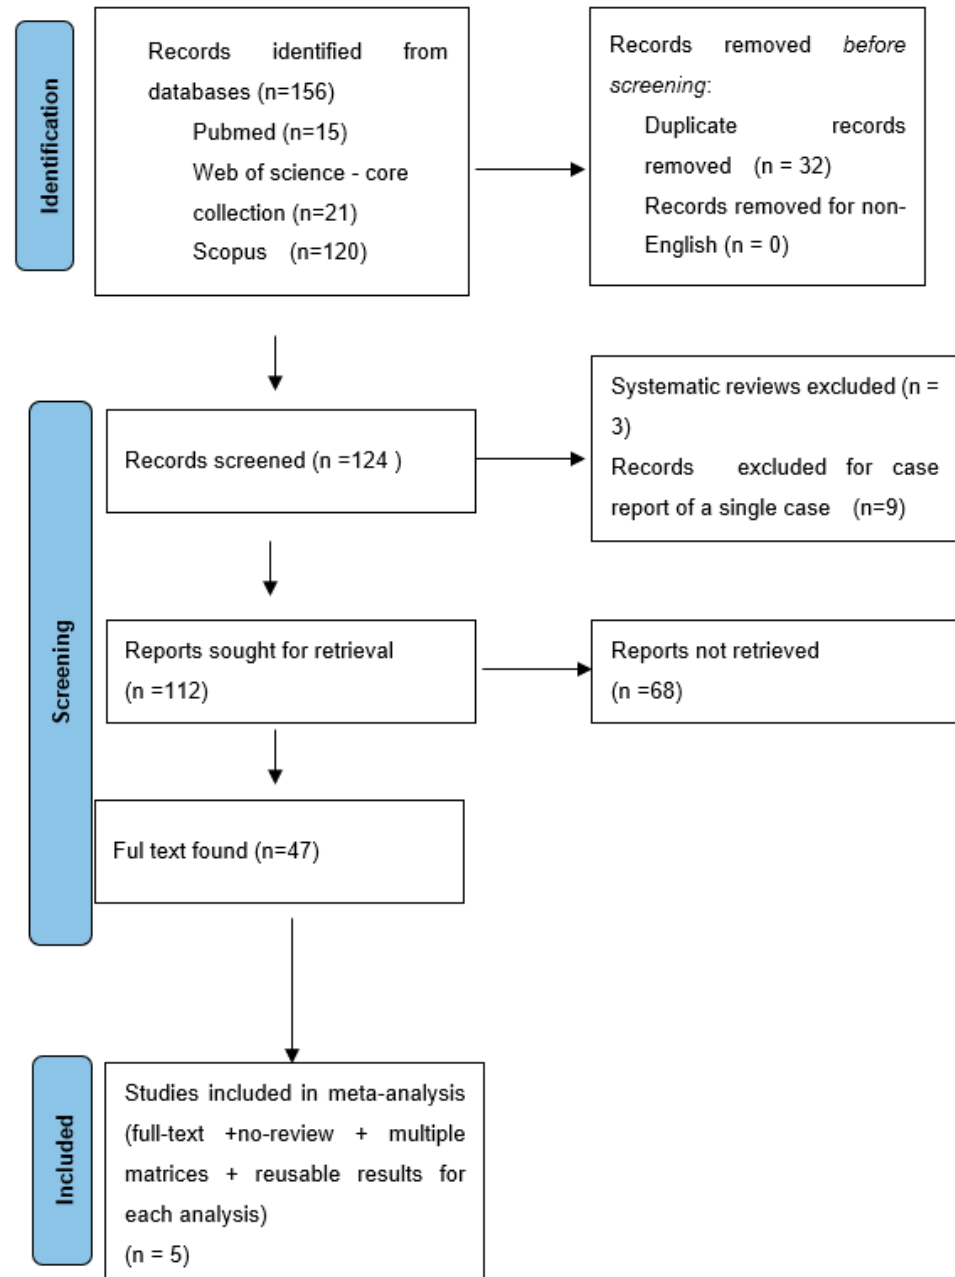 Identification
Records identified from
databases (n=156)
Pubmed (n=15)
Web of science - core
collection (n=21)
Scopus (n=120)
Records removed before
screening:
Duplicate records
removed (n = 32)
Records removed for non-
English (n = 0)
Screening
Records screened (n =124 )
Systematic reviews excluded (n =
3)
Records excluded for case
report of a single case (n=9)
Reports sought for retrieval
(n =112)
Reports not retrieved
(n =68)
Ful text found (n=47)
Included
Studies included in meta-analysis
(full-text +no-review + multiple
matrices + reusable results for
each analysis)
(n = 5)